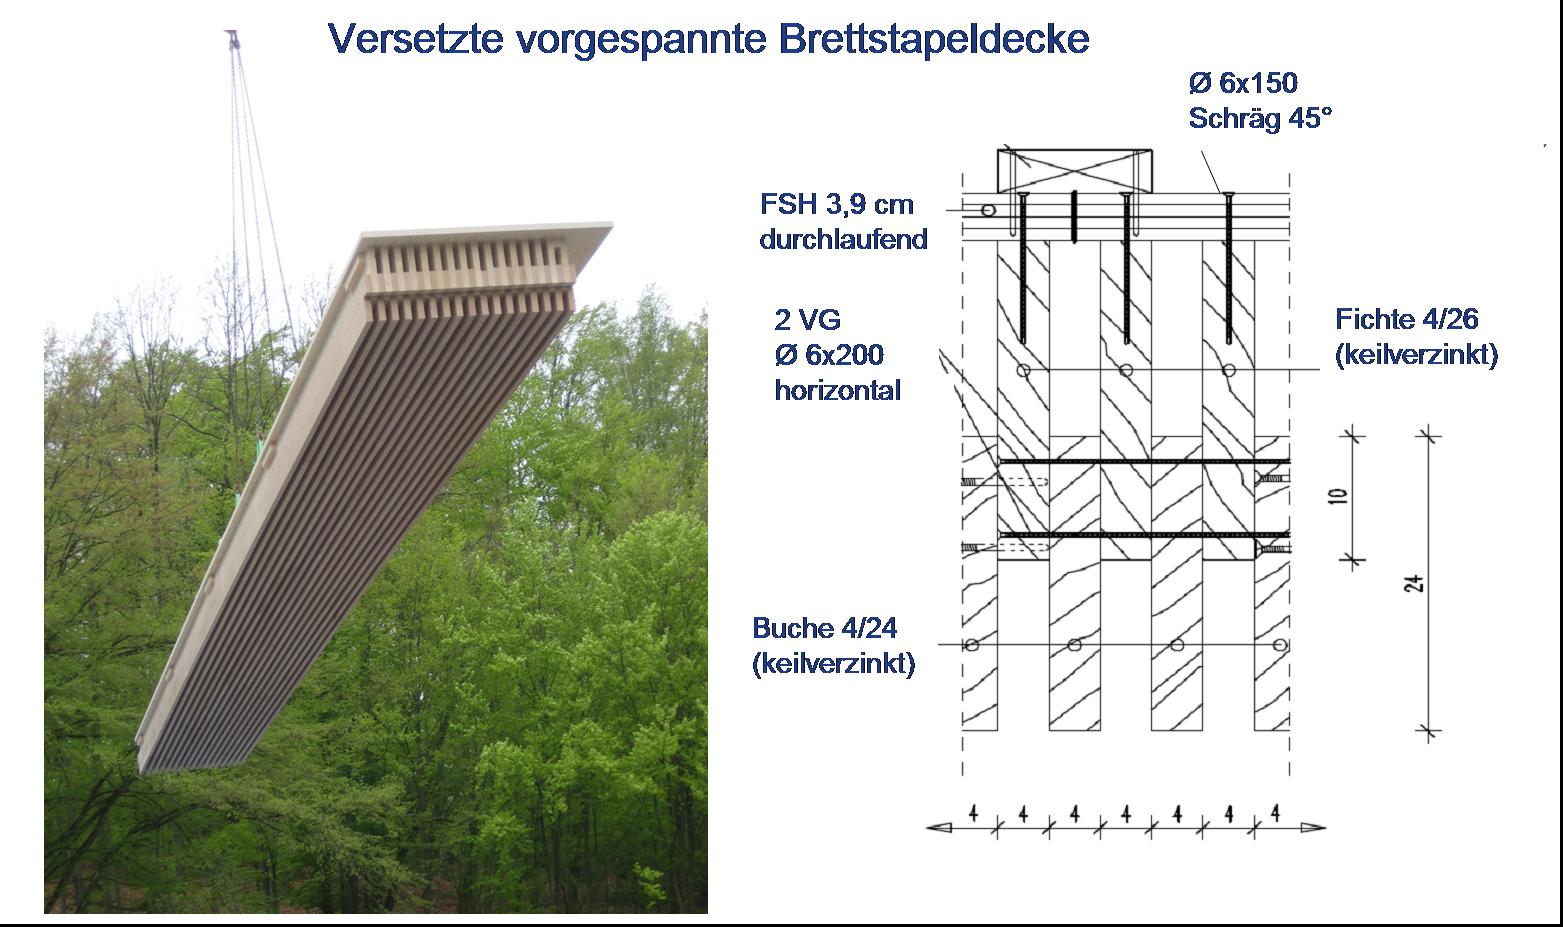 Versetzte vorgespannte Brettstapeldecke
Ø 6x150
Schräg 45°
FSH 3,9 cm
durchlaufend
2 VG
Ø 6x200
horizontal
Fichte 4/26
(keilverzinkt)
10
24
Buche 4/24
(keilverzinkt)
4 4 4 4 4 4 4